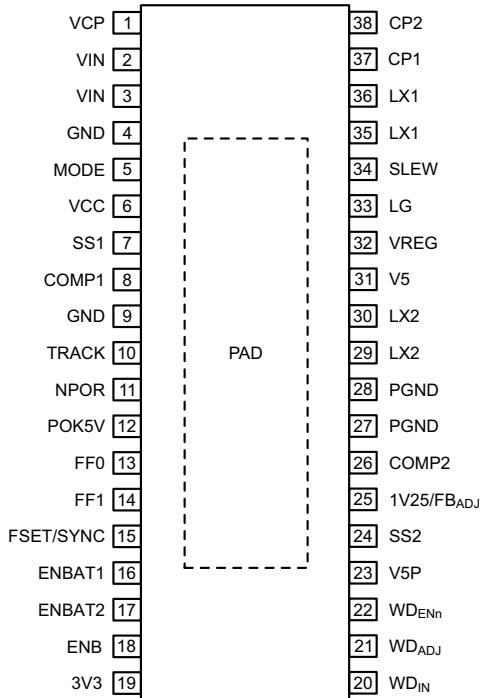 VCP 1
VIN 2
VIN 3
GND 4
MODE 5
VCC 6
SS1 7
COMP1 8
GND 9
TRACK 10
NPOR 11
POK5V 12
FF0 13
FF1 14
FSET/SYNC 15
ENBAT1 16
ENBAT2 17
ENB 18
3V3 19
PAD
38 CP2
37 CP1
36 LX1
35 LX1
34 SLEW
33 LG
32 VREG
31 V5
30 LX2
29 LX2
28 PGND
27 PGND
26 COMP2
25 1V25/FBADJ
24 SS2
23 V5P
22 WDENn
21 WDADJ
20 WDIN